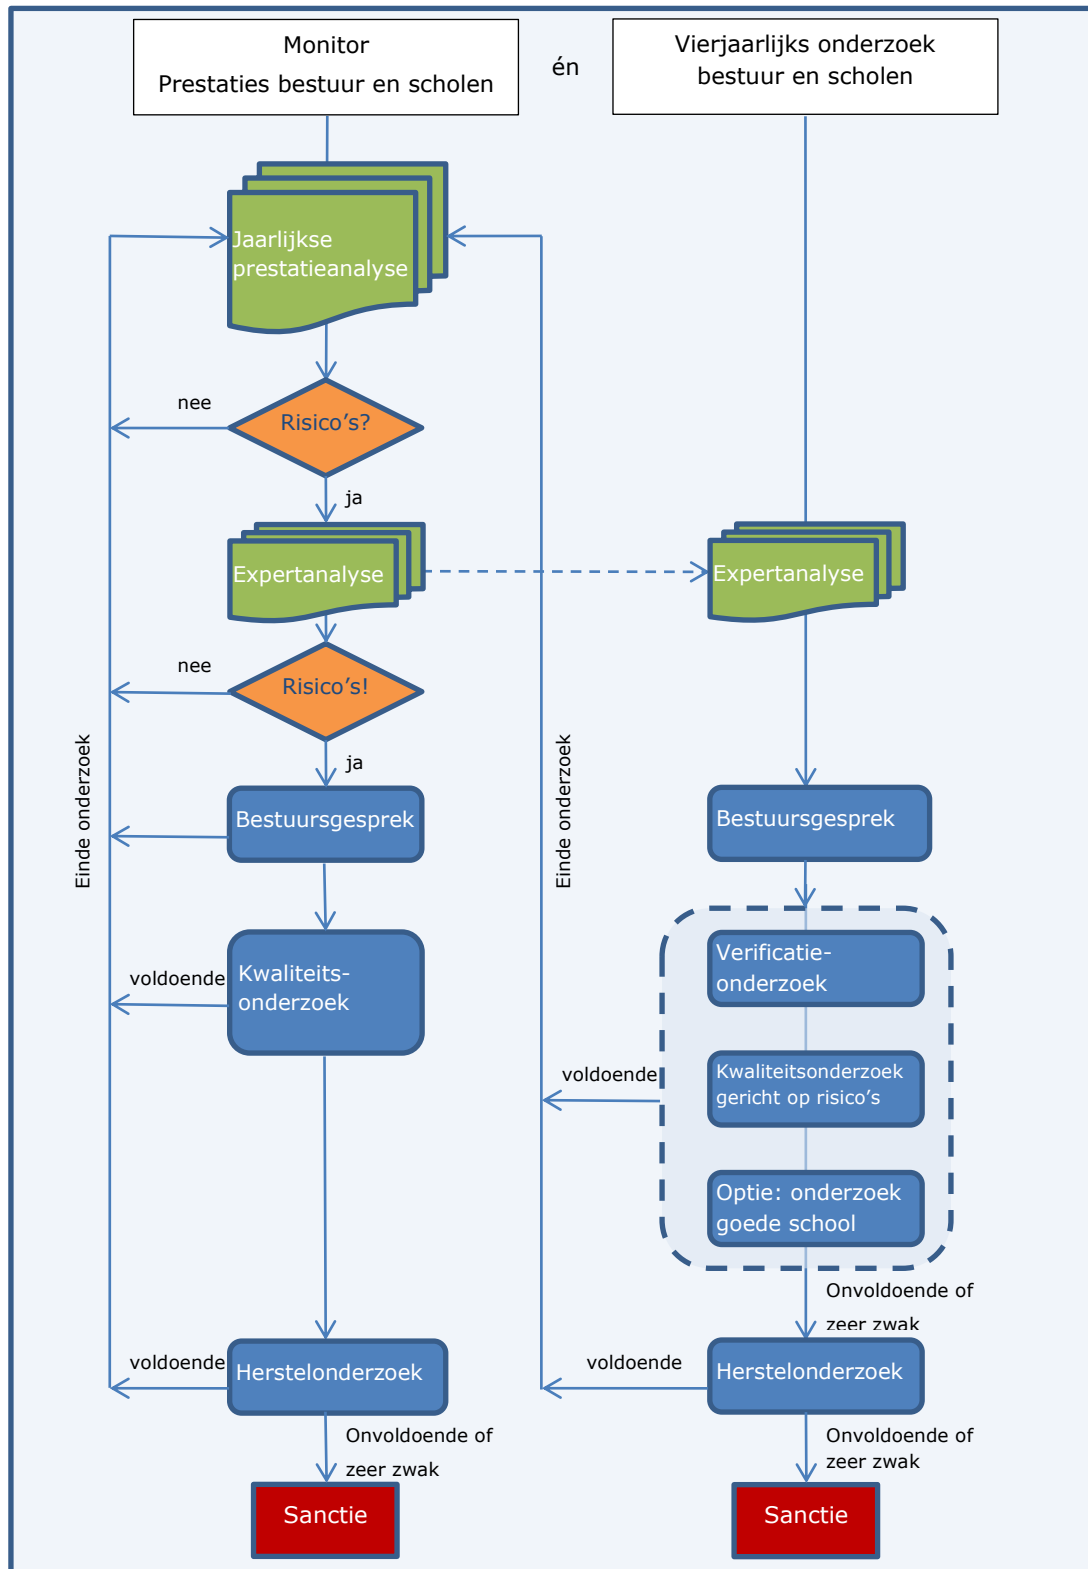 Monitor
Prestaties bestuur en scholen
én
Vierjaarlijks onderzoek
bestuur en scholen
Jaarlijkse
prestatieanalyse
nee
Risico's?
ja
Expertanalyse
Expertanalyse
nee
Risico's!
ja
Einde onderzoek
Einde onderzoek
Bestuursgesprek
Bestuursgesprek
voldoende
Kwaliteits-
onderzoek
Verificatie-
onderzoek
voldoende
Kwaliteitsonderzoek
gericht op risico's
Optie: onderzoek
goede school
Onvoldoende of
zeer zwak
voldoende
Herstelonderzoek
voldoende
Herstelonderzoek
Onvoldoende of
zeer zwak
Onvoldoende of
zeer zwak
Sanctie
Sanctie